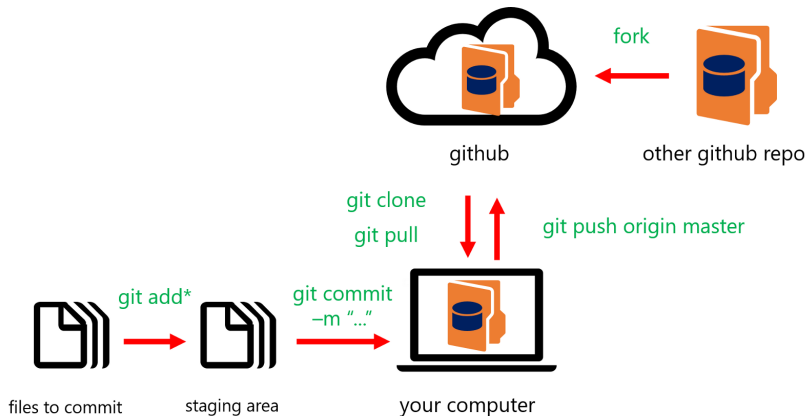 fork
github
other github repo
git clone
git pull
git push origin master
git add*
git commit
–m “…”
files to commit
staging area
your computer